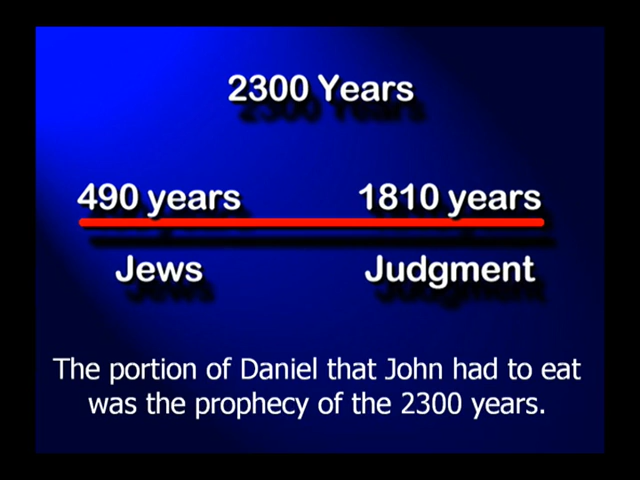 2300 Years
490 years 1810 years
Jews Judgment
The portion of Daniel that John had to eat
was the prophecy of the 2300 years.